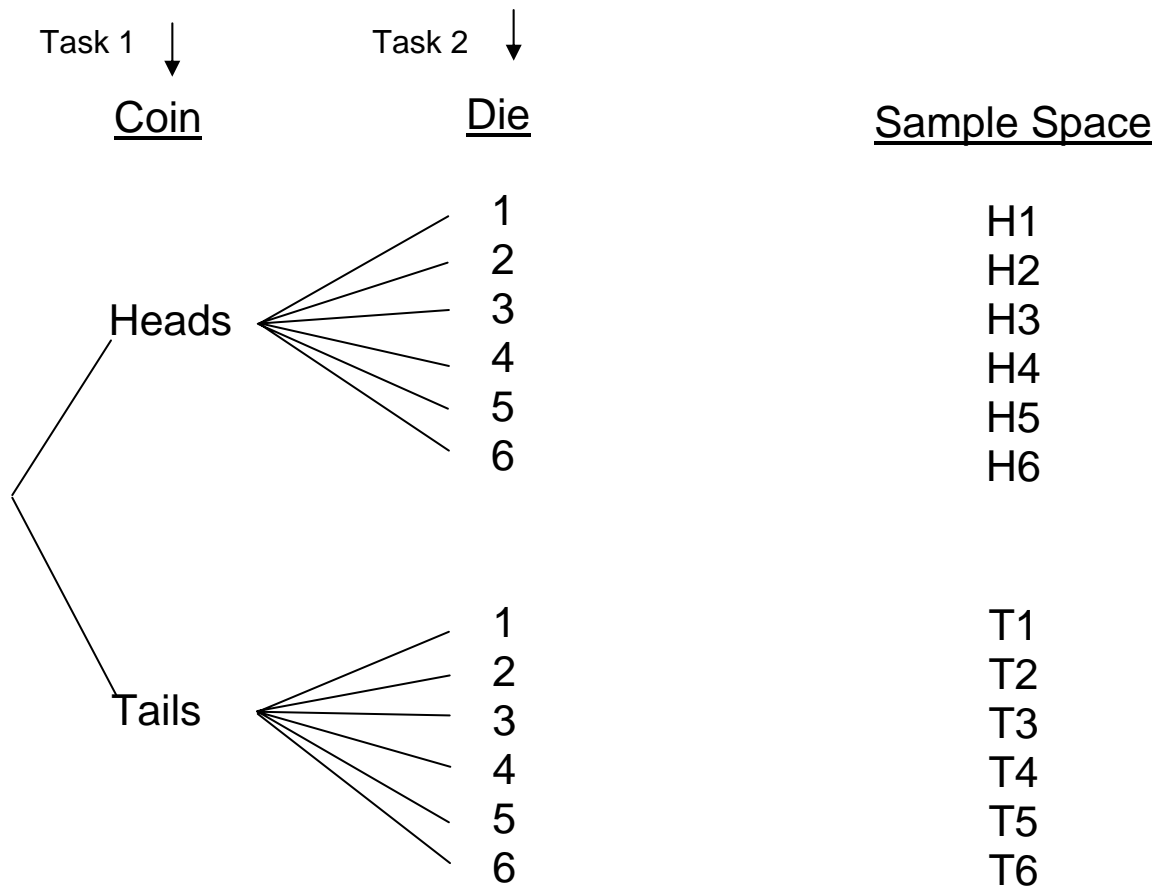 Task 1 Task 2
Coin Die Sample Space
1 H1
2 H2
Heads 3 H3
4 H4
5 H5
6 H6
1 T1
2 T2
Tails 3 T3
4 T4
5 T5
6 T6